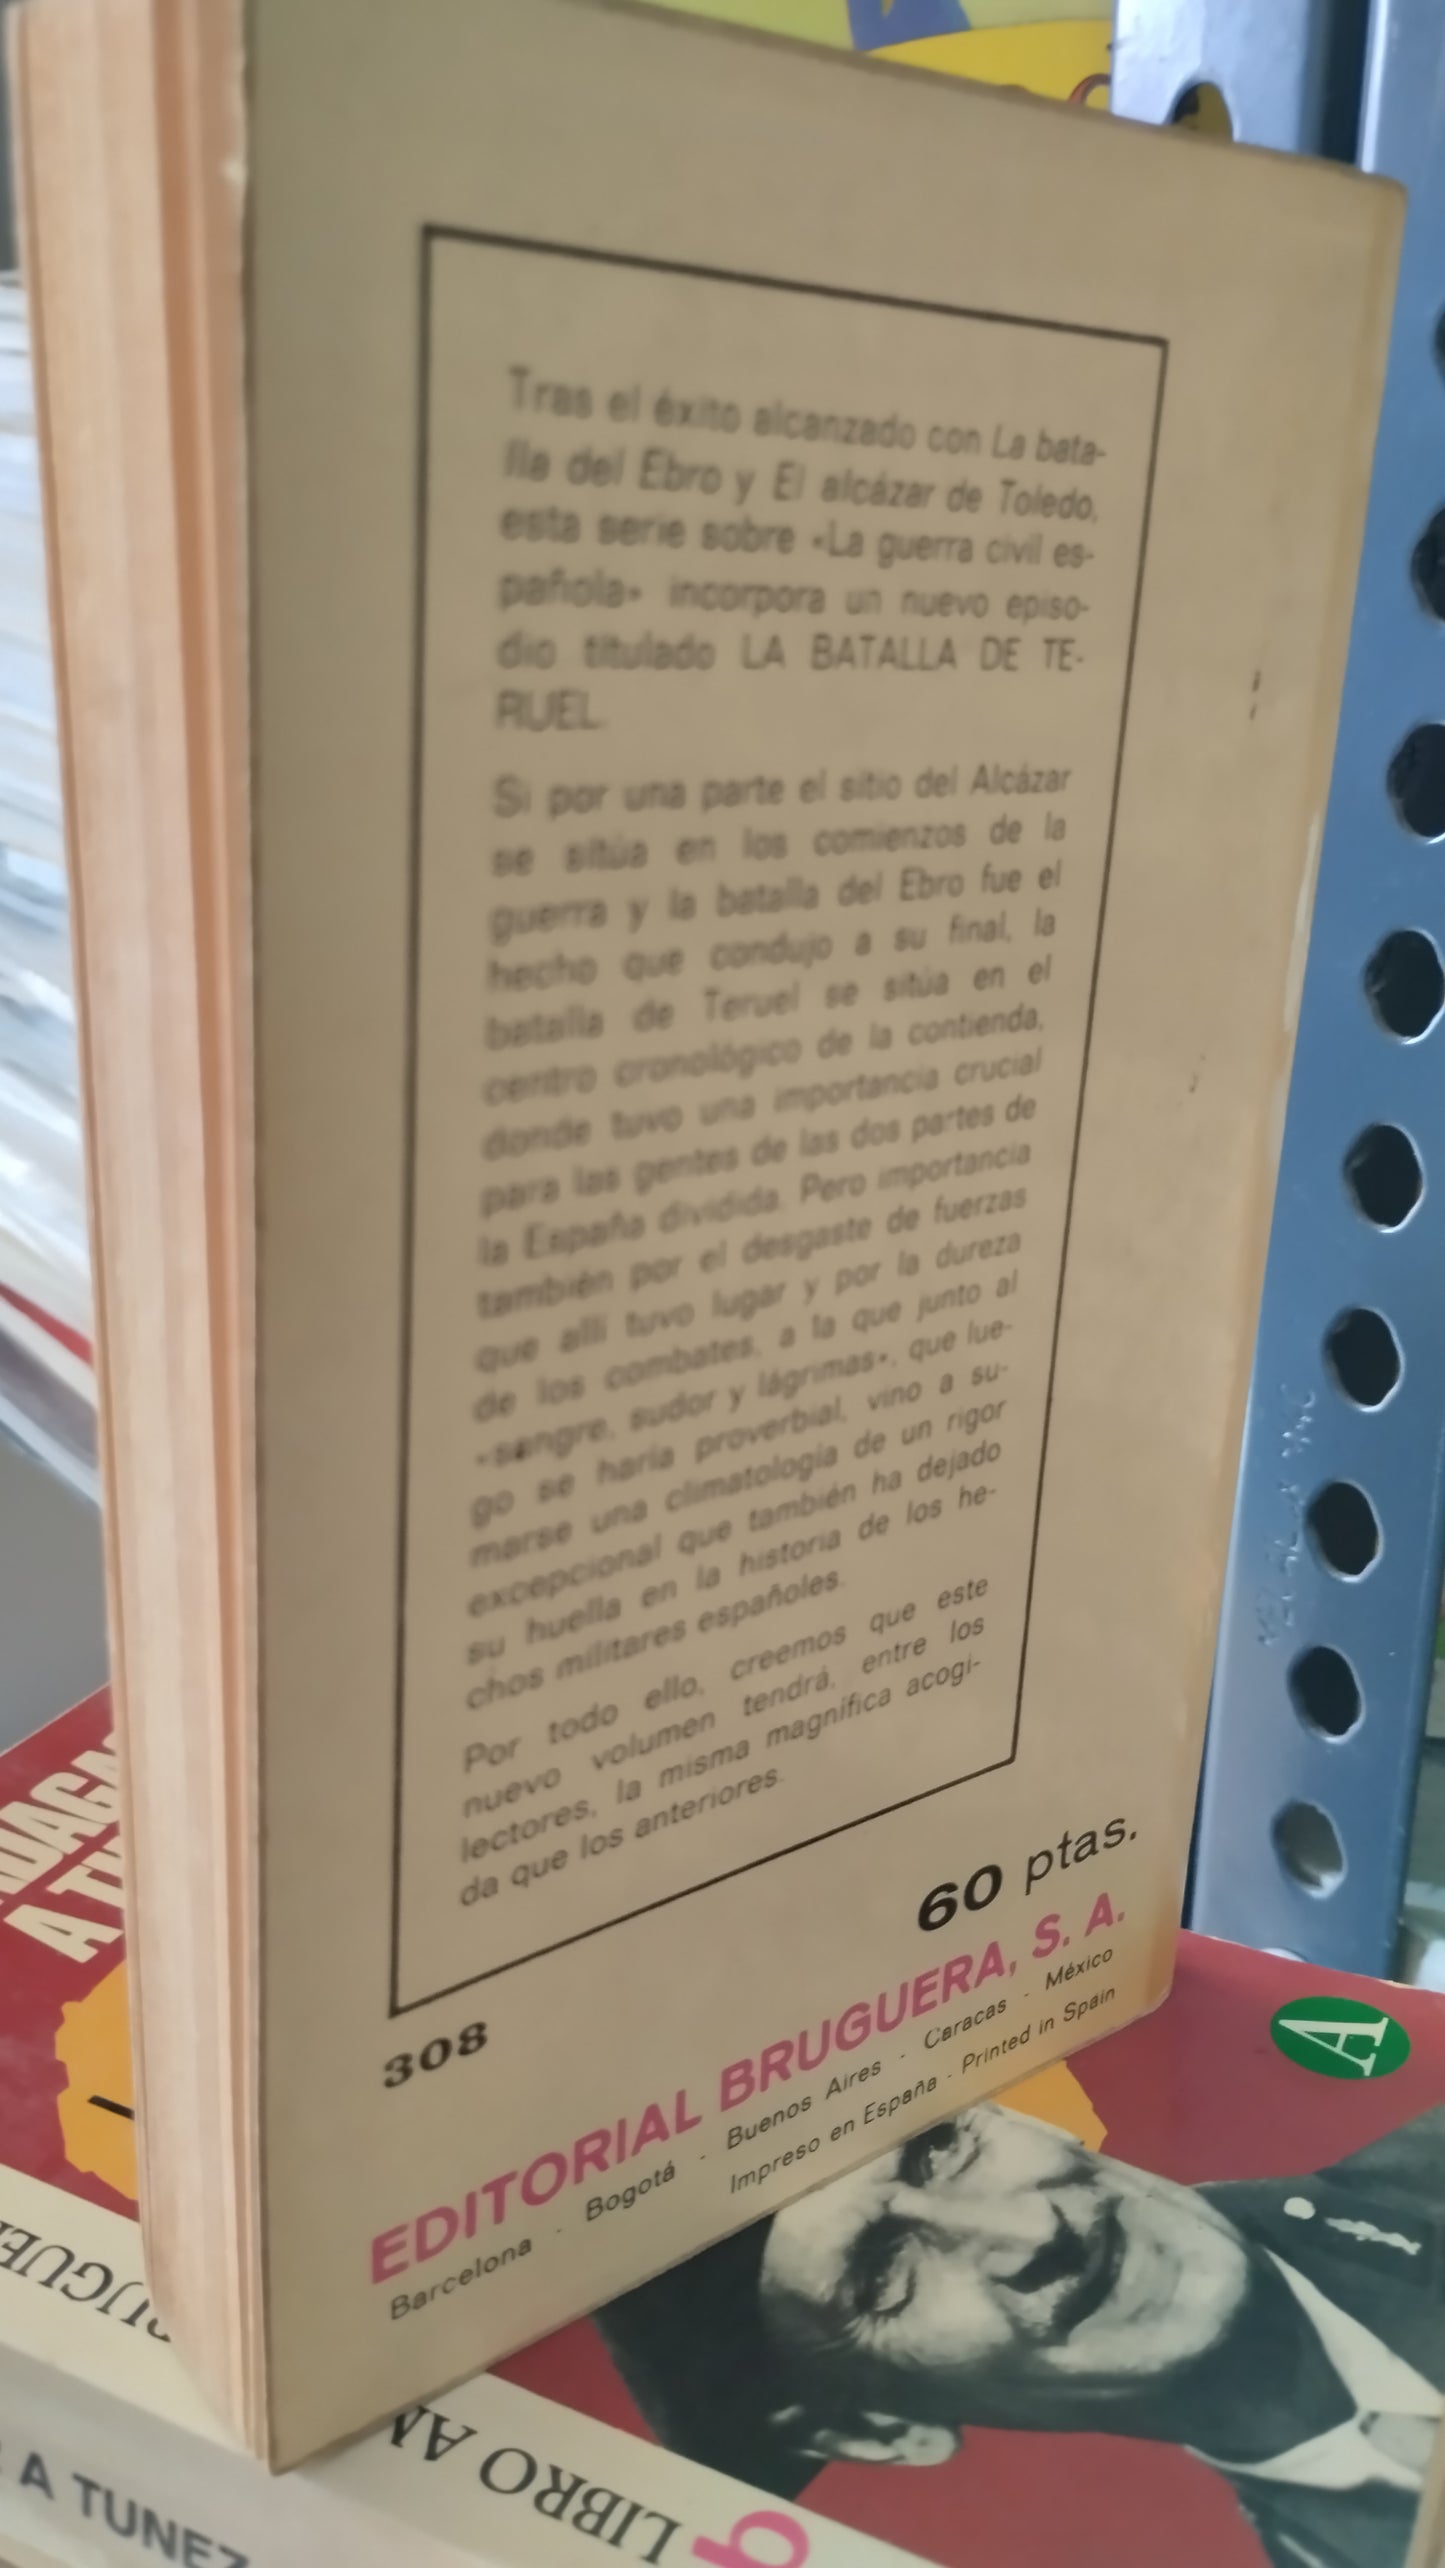 Tras el éxito alcanzado con La bata-
lla del Ebro y El alcázar de Toledo,
esta serie sobre «La guerra civil es-
pañola» incorpora un nuevo episo-
dio titulado LA BATALLA DE TE-
RUEL.
Si por una parte el sitio del Alcázar
se sitúa en los comienzos de la
guerra y la batalla del Ebro fue el
hecho que condujo a su final, la
batalla de Teruel se sitúa en el
centro cronológico de la contienda,
donde tuvo una importancia crucial
para las gentes de las dos partes de
la España dividida. Pero importancia
también por el desgaste de fuerzas
que allí tuvo lugar y por la dureza
de los combates, a la que junto al
«sangre, sudor y lágrimas», que lue-
go se haría proverbial, vino a su-
marse una climatología de un rigor
excepcional que también ha dejado
su huella en la historia de los he-
chos militares españoles.
Por todo ello, creemos que este
nuevo volumen tendrá, entre los
lectores, la misma magnífica acogi-
da que los anteriores.
60 ptas.
308
EDITORIAL BRUGUERA, S. A.
Barcelona - Bogotá - Buenos Aires - Caracas - México
Impreso en España - Printed in Spain
A
A TUNEZ
LIBRO AM
b